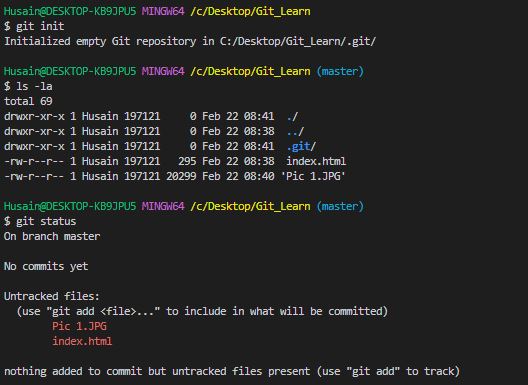 Husain@DESKTOP-KB9JPU5 MINGW64 /c/Desktop/Git_Learn
$ git init
Initialized empty Git repository in C:/Desktop/Git_Learn/.git/
Husain@DESKTOP-KB9JPU5 MINGW64 /c/Desktop/Git_Learn (master)
$ ls -la
total 69
drwxr-xr-x 1 Husain 197121     0 Feb 22 08:41  ./
drwxr-xr-x 1 Husain 197121     0 Feb 22 08:38  ../
drwxr-xr-x 1 Husain 197121     0 Feb 22 08:41  .git/
-rw-r--r-- 1 Husain 197121   295 Feb 22 08:38  index.html
-rw-r--r-- 1 Husain 197121 20299 Feb 22 08:40 'Pic 1.JPG'
Husain@DESKTOP-KB9JPU5 MINGW64 /c/Desktop/Git_Learn (master)
$ git status
On branch master
No commits yet
Untracked files:
  (use "git add <file>..." to include in what will be committed)
        Pic 1.JPG
        index.html
nothing added to commit but untracked files present (use "git add" to track)